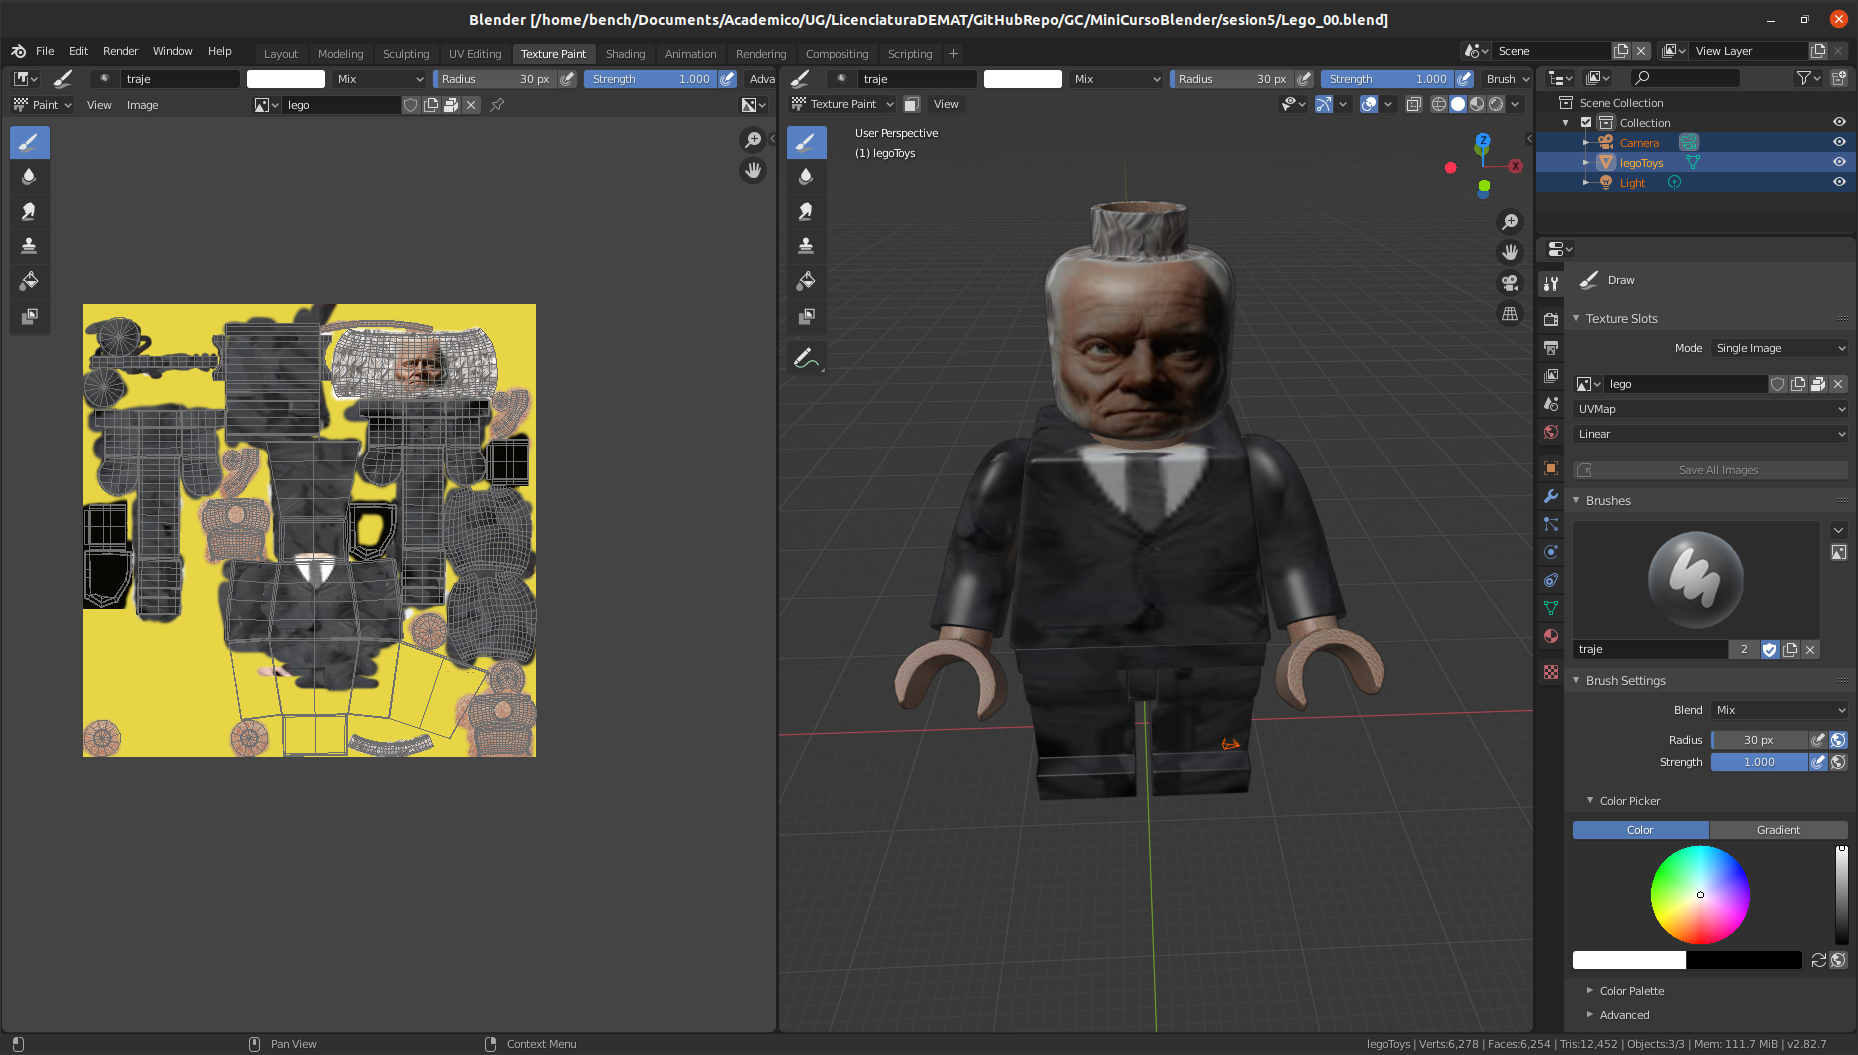 Blender [/home/bench/Documents/Academico/UG/LicenciaturaDEMAT/GitHubRepo/GC/MiniCursoBlender/sesion5/Lego_00.blend]
File Edit Render Window Help Layout Modeling Sculpting UV Editing Texture Paint Shading Animation Rendering Compositing Scripting + Scene View Layer
traje Mix Radius 30 px Strength 1.000 Adva
traje Mix Radius 30 px Strength 1.000 Brush
Paint View Image lego
Texture Paint View
User Perspective
(1) legoToys
Z
X
Scene Collection
Collection
Camera
legoToys
Light
Draw
Texture Slots
Mode Single Image
lego
UVMap
Linear
Save All Images
Brushes
traje 2
Brush Settings
Blend Mix
Radius 30 px
Strength 1.000
Color Picker
Color Gradient
Color Palette
Advanced
Pan View Context Menu legoToys | Verts:6,278 | Faces:6,254 | Tris:12,452 | Objects:3/3 | Mem: 111.7 MiB | v2.82.7